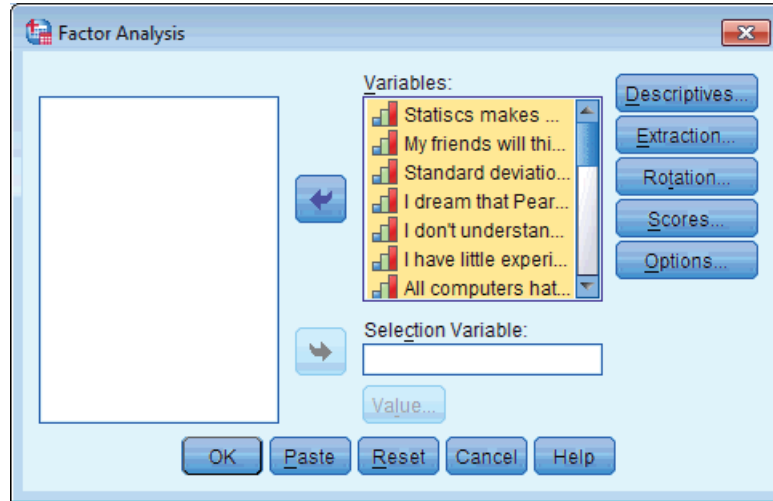 Factor Analysis
Variables:
Statiscs makes ...
My friends will thi...
Standard deviatio...
I dream that Pear...
I don't understan...
I have little experi...
All computers hat...
Selection Variable:
Value...
Descriptives...
Extraction...
Rotation...
Scores...
Options...
OK
Paste
Reset
Cancel
Help